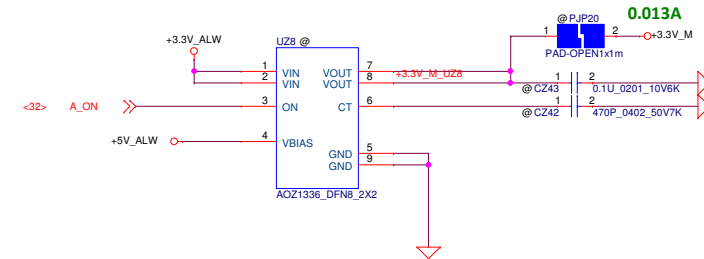 0.013A
@ PJP20
1 2
+3.3V_M
PAD-OPEN1x1m
+3.3V_ALW
UZ8 @
1 VIN VOUT 7
2 VIN VOUT 8
+3.3V_M_UZ8
@ CZ43 1 2 0.1U_0201_10V6K
<32> A_ON
3 ON CT 6
@ CZ42 1 2 470P_0402_50V7K
+5V_ALW
4 VBIAS
GND 5
GND 9
AOZ1336_DFN8_2X2